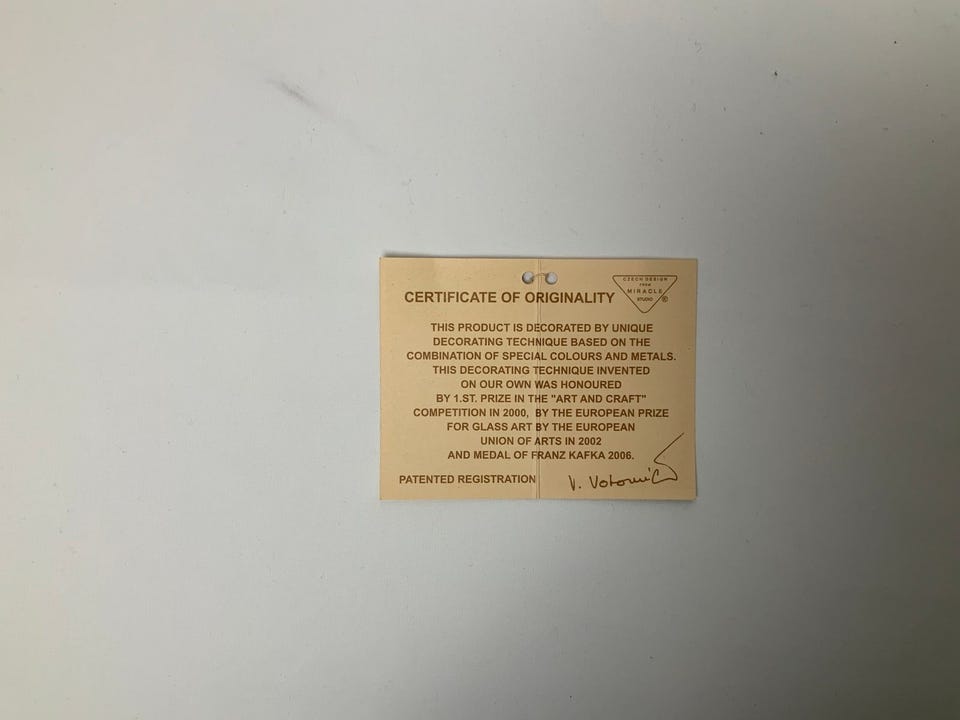 CERTIFICATE OF ORIGINALITY
CZECH DESIGN
FROM
MIRACLE
STUDIO ®
THIS PRODUCT IS DECORATED BY UNIQUE
DECORATING TECHNIQUE BASED ON THE
COMBINATION OF SPECIAL COLOURS AND METALS.
THIS DECORATING TECHNIQUE INVENTED
ON OUR OWN WAS HONOURED
BY 1.ST. PRIZE IN THE "ART AND CRAFT"
COMPETITION IN 2000, BY THE EUROPEAN PRIZE
FOR GLASS ART BY THE EUROPEAN
UNION OF ARTS IN 2002
AND MEDAL OF FRANZ KAFKA 2006.
PATENTED REGISTRATION
V.